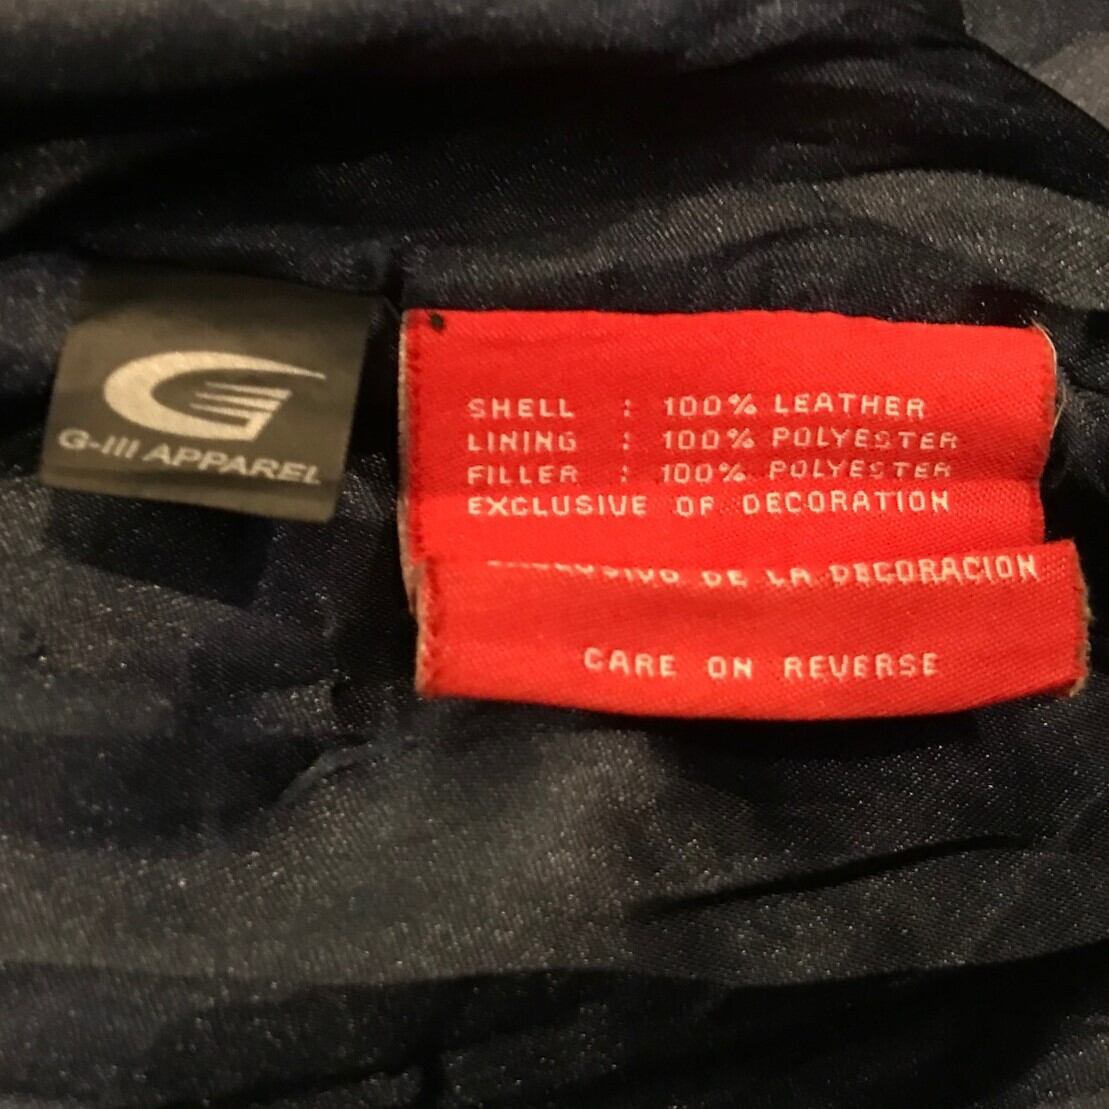 G-III APPAREL
SHELL : 100% LEATHER
LINING : 100% POLYESTER
FILLER : 100% POLYESTER
EXCLUSIVE OF DECORATION
DE LA DECORACION
CARE ON REVERSE